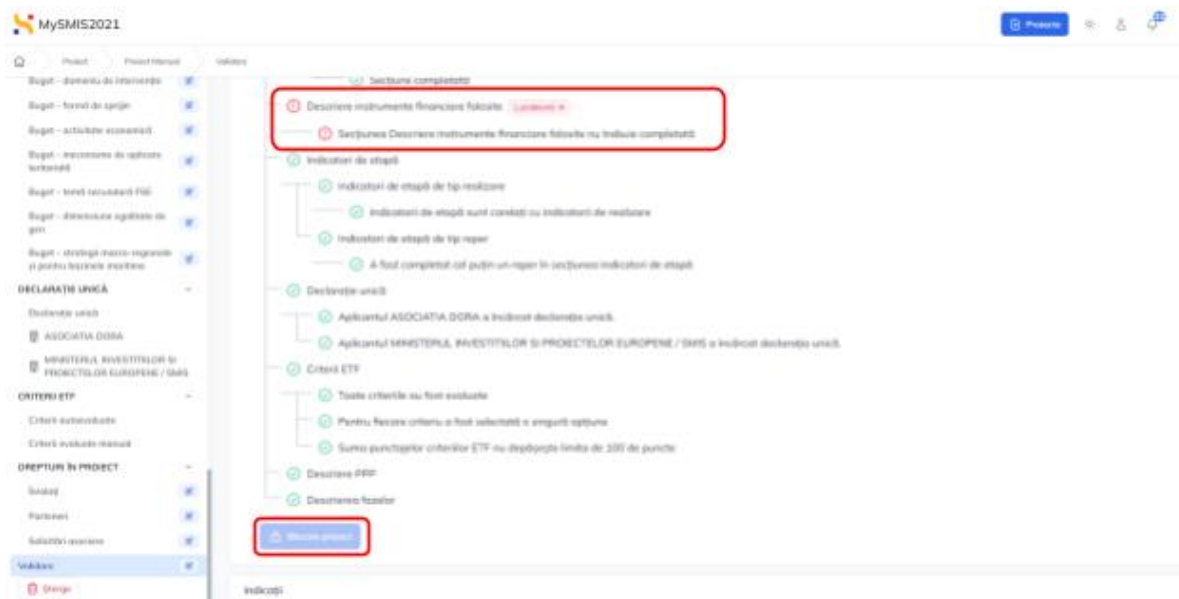 MySMIS2021
Proiecte
Proiect
Proiect Manual
Validare
Buget - domeniu de intervenție
Buget - formă de sprijin
Buget - activitate economică
Buget - mecanisme de aplicare
teritorială
Buget - temă secundară FSE
Buget - dimensiune egalitate de
gen
Buget - strategii macro-regionale
și pentru bazinele maritime
DECLARAȚIE UNICĂ
Declarație unică
ASOCIATIA DORA
MINISTERUL INVESTITIILOR SI
PROIECTELOR EUROPENE / SMIS
CRITERII ETF
Criterii autoevaluate
Criterii evaluate manual
DREPTURI ÎN PROIECT
Invitați
Parteneri
Solicitări asociere
Validare
Șterge
Secțiune completată
Descriere instrumente financiare folosite
Secțiunea Descriere instrumente financiare folosite nu trebuie completată
Indicatori de etapă
Indicatori de etapă de tip realizare
Indicatorii de etapă sunt corelați cu indicatorii de realizare
Indicatori de etapă de tip reper
A fost completat cel puțin un reper în secțiunea indicatori de etapă
Declarație unică
Aplicantul ASOCIATIA DORA a încărcat declarația unică.
Aplicantul MINISTERUL INVESTITIILOR SI PROIECTELOR EUROPENE / SMIS a încărcat declarația unică.
Criterii ETF
Toate criteriile au fost evaluate
Pentru fiecare criteriu a fost selectată o singură opțiune
Suma punctajelor criteriilor ETF nu depășește limita de 100 de puncte
Descriere PPP
Descrierea fazelor
Blocare proiect
Indicații